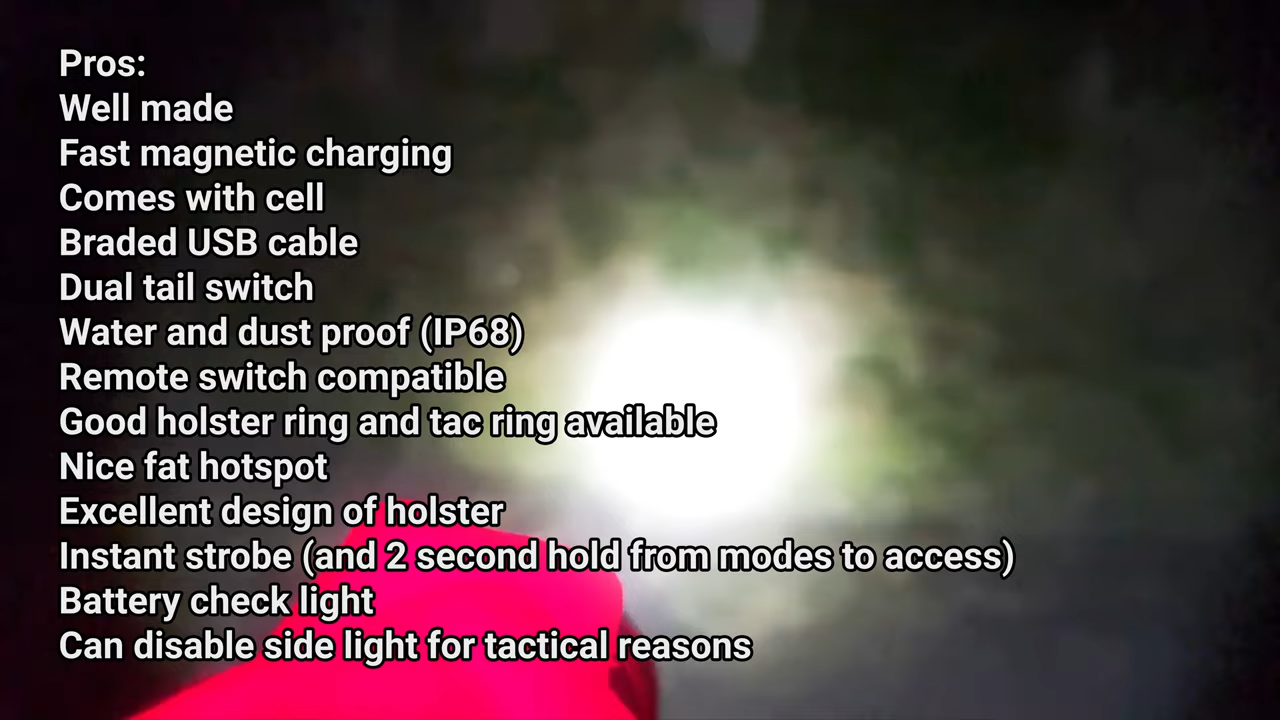 Pros:
Well made
Fast magnetic charging
Comes with cell
Braded USB cable
Dual tail switch
Water and dust proof (IP68)
Remote switch compatible
Good holster ring and tac ring available
Nice fat hotspot
Excellent design of holster
Instant strobe (and 2 second hold from modes to access)
Battery check light
Can disable side light for tactical reasons